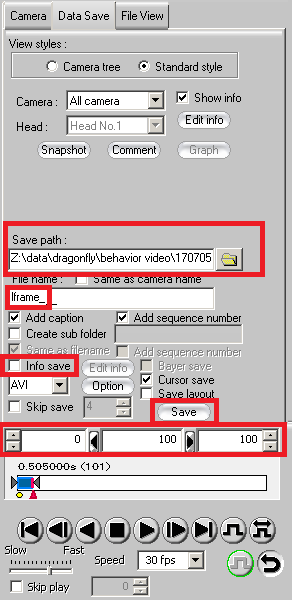 Camera Data Save File View
View styles :
Camera tree Standard style
Camera : All camera Show info
Head : Head No.1 Edit info
Snapshot Comment Graph
Save path :
Z:\data\dragonfly\behavior video\170705
File name : Same as camera name
Iframe_ _
Add caption Add sequence number
Create sub folder
Same as filename Add sequence number
Info save Edit info Bayer save
AVI Option Cursor save
Save layout
Skip save 4 Save
0 100 100
0.505000s (101)
Slow Fast Speed 30 fps
Skip play 0